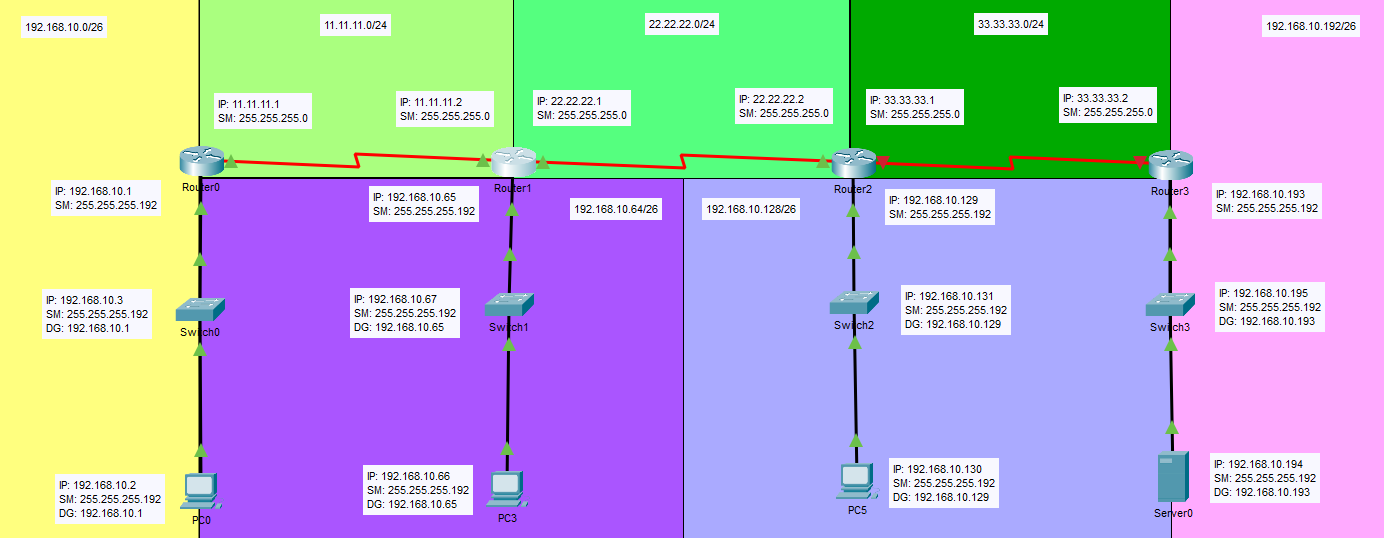 192.168.10.0/26
11.11.11.0/24
22.22.22.0/24
33.33.33.0/24
192.168.10.192/26
IP: 11.11.11.1
SM: 255.255.255.0
IP: 11.11.11.2
SM: 255.255.255.0
IP: 22.22.22.1
SM: 255.255.255.0
IP: 22.22.22.2
SM: 255.255.255.0
IP: 33.33.33.1
SM: 255.255.255.0
IP: 33.33.33.2
SM: 255.255.255.0
Router0
Router1
Router2
Router3
IP: 192.168.10.1
SM: 255.255.255.192
IP: 192.168.10.65
SM: 255.255.255.192
192.168.10.64/26
192.168.10.128/26
IP: 192.168.10.129
SM: 255.255.255.192
IP: 192.168.10.193
SM: 255.255.255.192
IP: 192.168.10.3
SM: 255.255.255.192
DG: 192.168.10.1
Switch0
IP: 192.168.10.67
SM: 255.255.255.192
DG: 192.168.10.65
Switch1
Switch2
IP: 192.168.10.131
SM: 255.255.255.192
DG: 192.168.10.129
Switch3
IP: 192.168.10.195
SM: 255.255.255.192
DG: 192.168.10.193
IP: 192.168.10.2
SM: 255.255.255.192
DG: 192.168.10.1
PC0
IP: 192.168.10.66
SM: 255.255.255.192
DG: 192.168.10.65
PC3
PC5
IP: 192.168.10.130
SM: 255.255.255.192
DG: 192.168.10.129
Server0
IP: 192.168.10.194
SM: 255.255.255.192
DG: 192.168.10.193